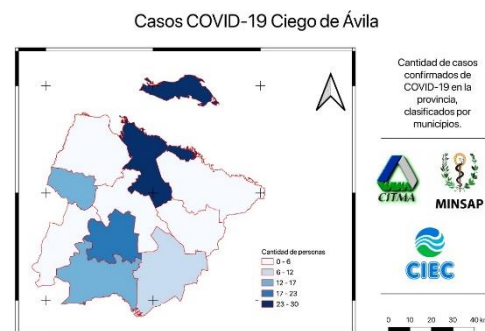 Casos COVID-19 Ciego de Ávila
Cantidad de casos
confirmados de
COVID-19 en la
provincia,
clasificados por
municipios.
CITMA
MINSAP
CIEC
Cantidad de personas
0 - 6
6 - 12
12 - 17
17 - 23
23 - 30
0 10 20 30 40 km